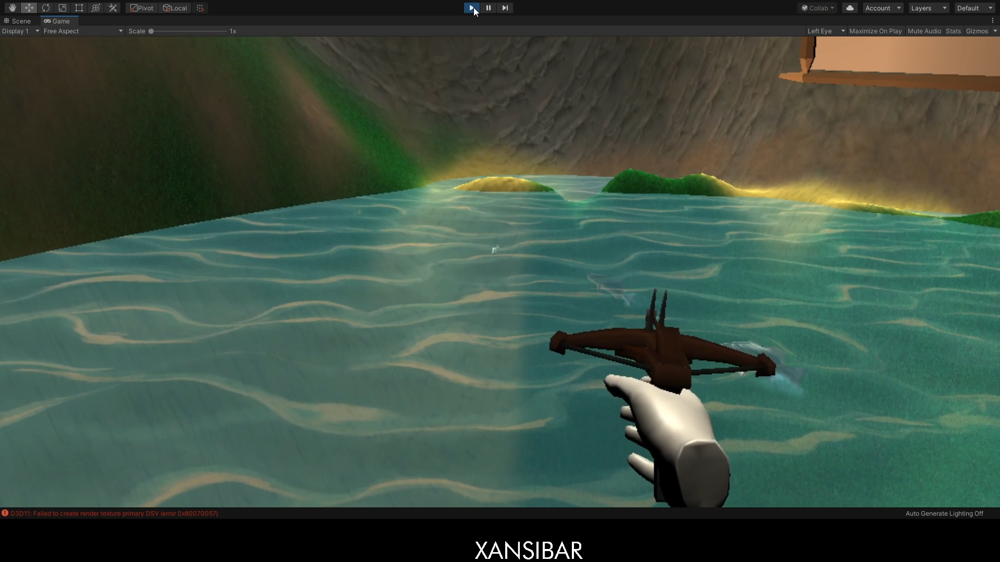 Pivot Local Collab Account Layers Default
Scene Game
Display 1 Free Aspect Scale 1x Left Eye Maximize On Play Mute Audio Stats Gizmos
D3D11: Failed to create render texture primary DSV (error 0x80070057) Auto Generate Lighting Off
XANSIBAR